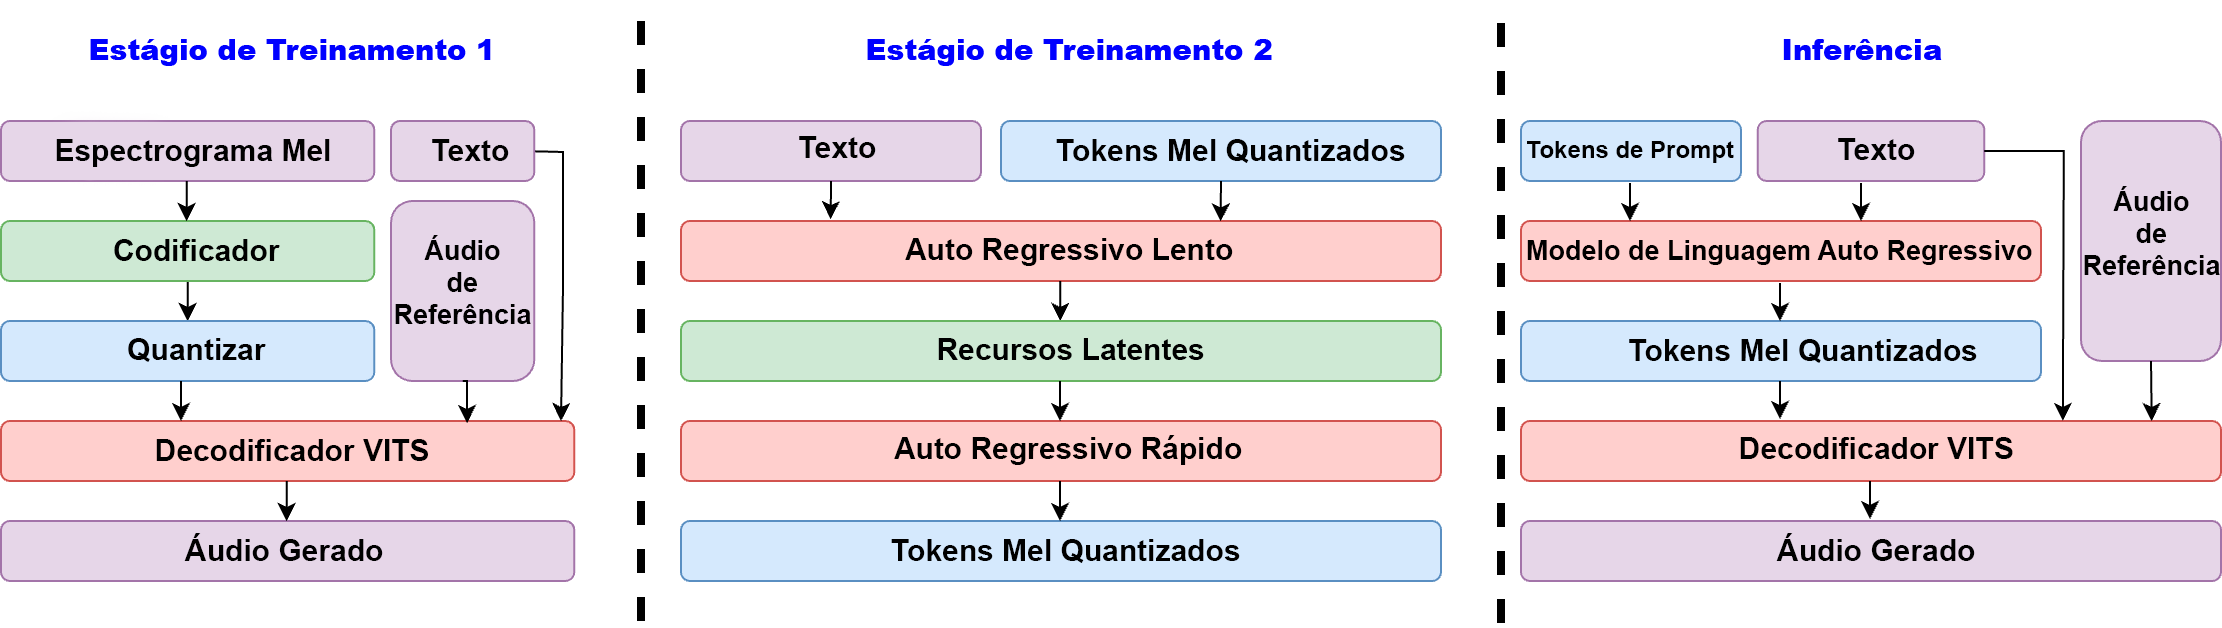 Estágio de Treinamento 1
Espectrograma Mel
Texto
Codificador
Áudio
de
Referência
Quantizar
Decodificador VITS
Áudio Gerado
Estágio de Treinamento 2
Texto
Tokens Mel Quantizados
Auto Regressivo Lento
Recursos Latentes
Auto Regressivo Rápido
Tokens Mel Quantizados
Inferência
Tokens de Prompt
Texto
Áudio
de
Referência
Modelo de Linguagem Auto Regressivo
Tokens Mel Quantizados
Decodificador VITS
Áudio Gerado